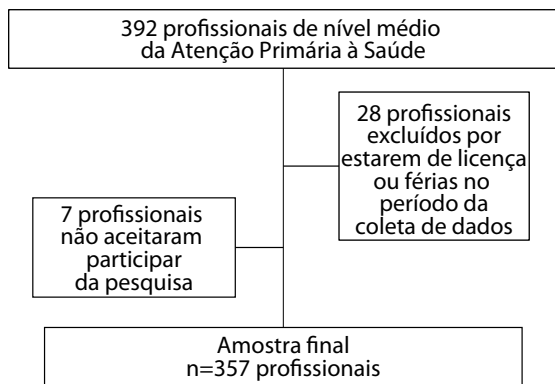 392 profissionais de nível médio
da Atenção Primária à Saúde
28 profissionais
excluídos por
estarem de licença
ou férias no
período da
coleta de dados
7 profissionais
não aceitaram
participar
da pesquisa
Amostra final
n=357 profissionais